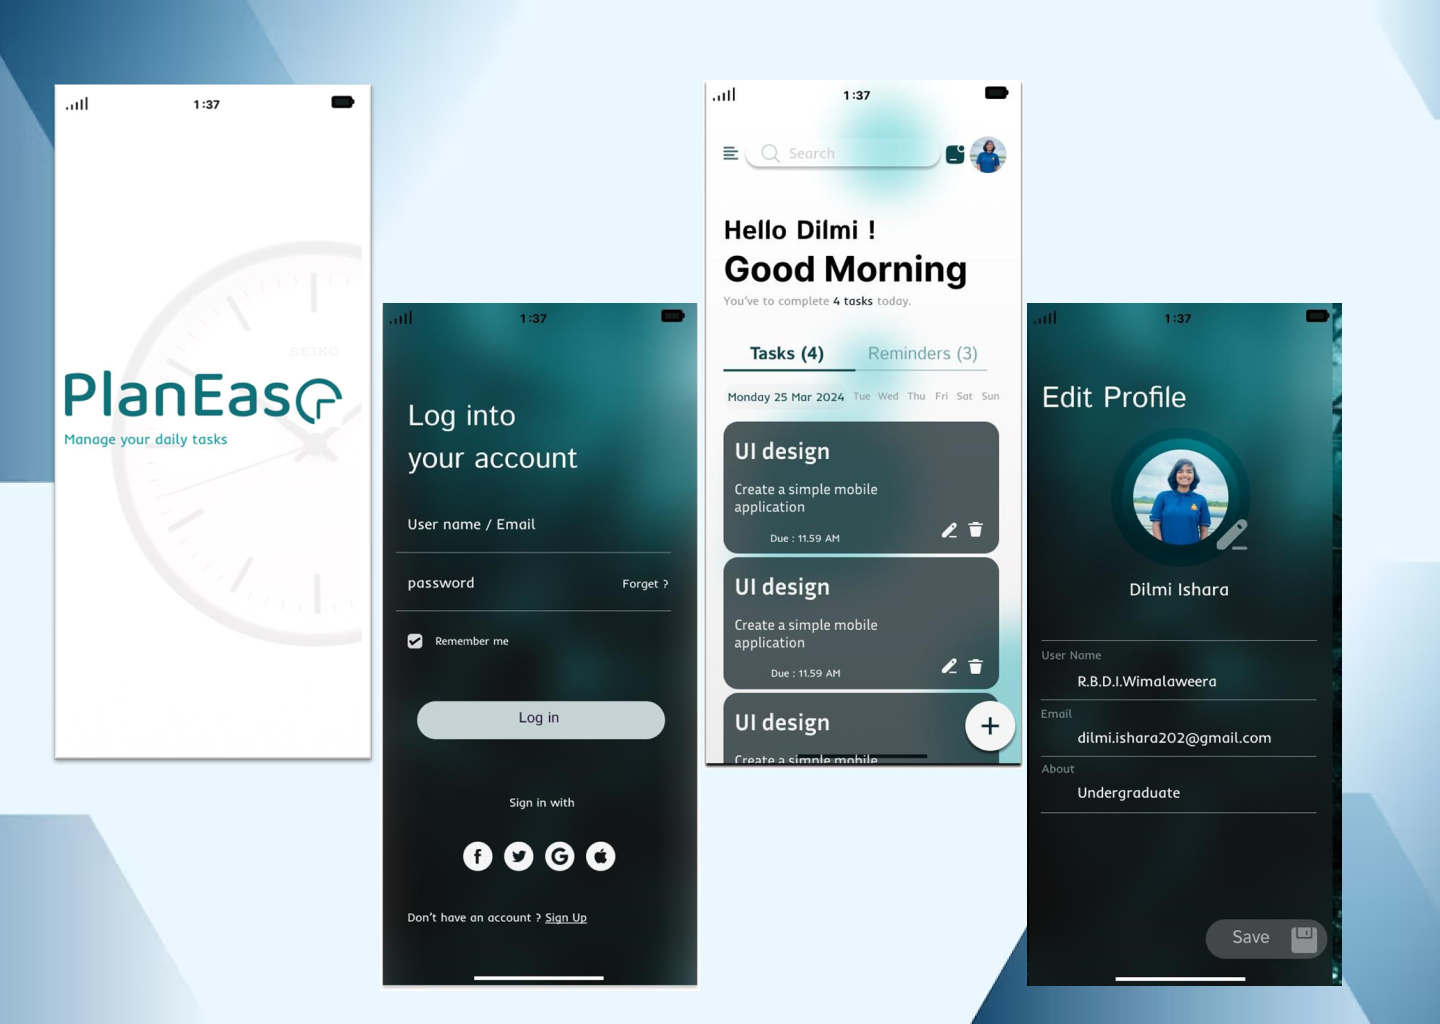 1:37
SEIKO
PlanEase
Manage your daily tasks
1:37
Log into
your account
User name / Email
password
Forget ?
Remember me
Log in
Sign in with
Don't have an account ? Sign Up
1:37
Search
Hello Dilmi !
Good Morning
You've to complete 4 tasks today.
Tasks (4)
Reminders (3)
Monday 25 Mar 2024 Tue Wed Thu Fri Sat Sun
UI design
Create a simple mobile
application
Due : 11.59 AM
UI design
Create a simple mobile
application
Due : 11.59 AM
UI design
Create a simple mobile
1:37
Edit Profile
Dilmi Ishara
User Name
R.B.D.I.Wimalaweera
Email
dilmi.ishara202@gmail.com
About
Undergraduate
Save